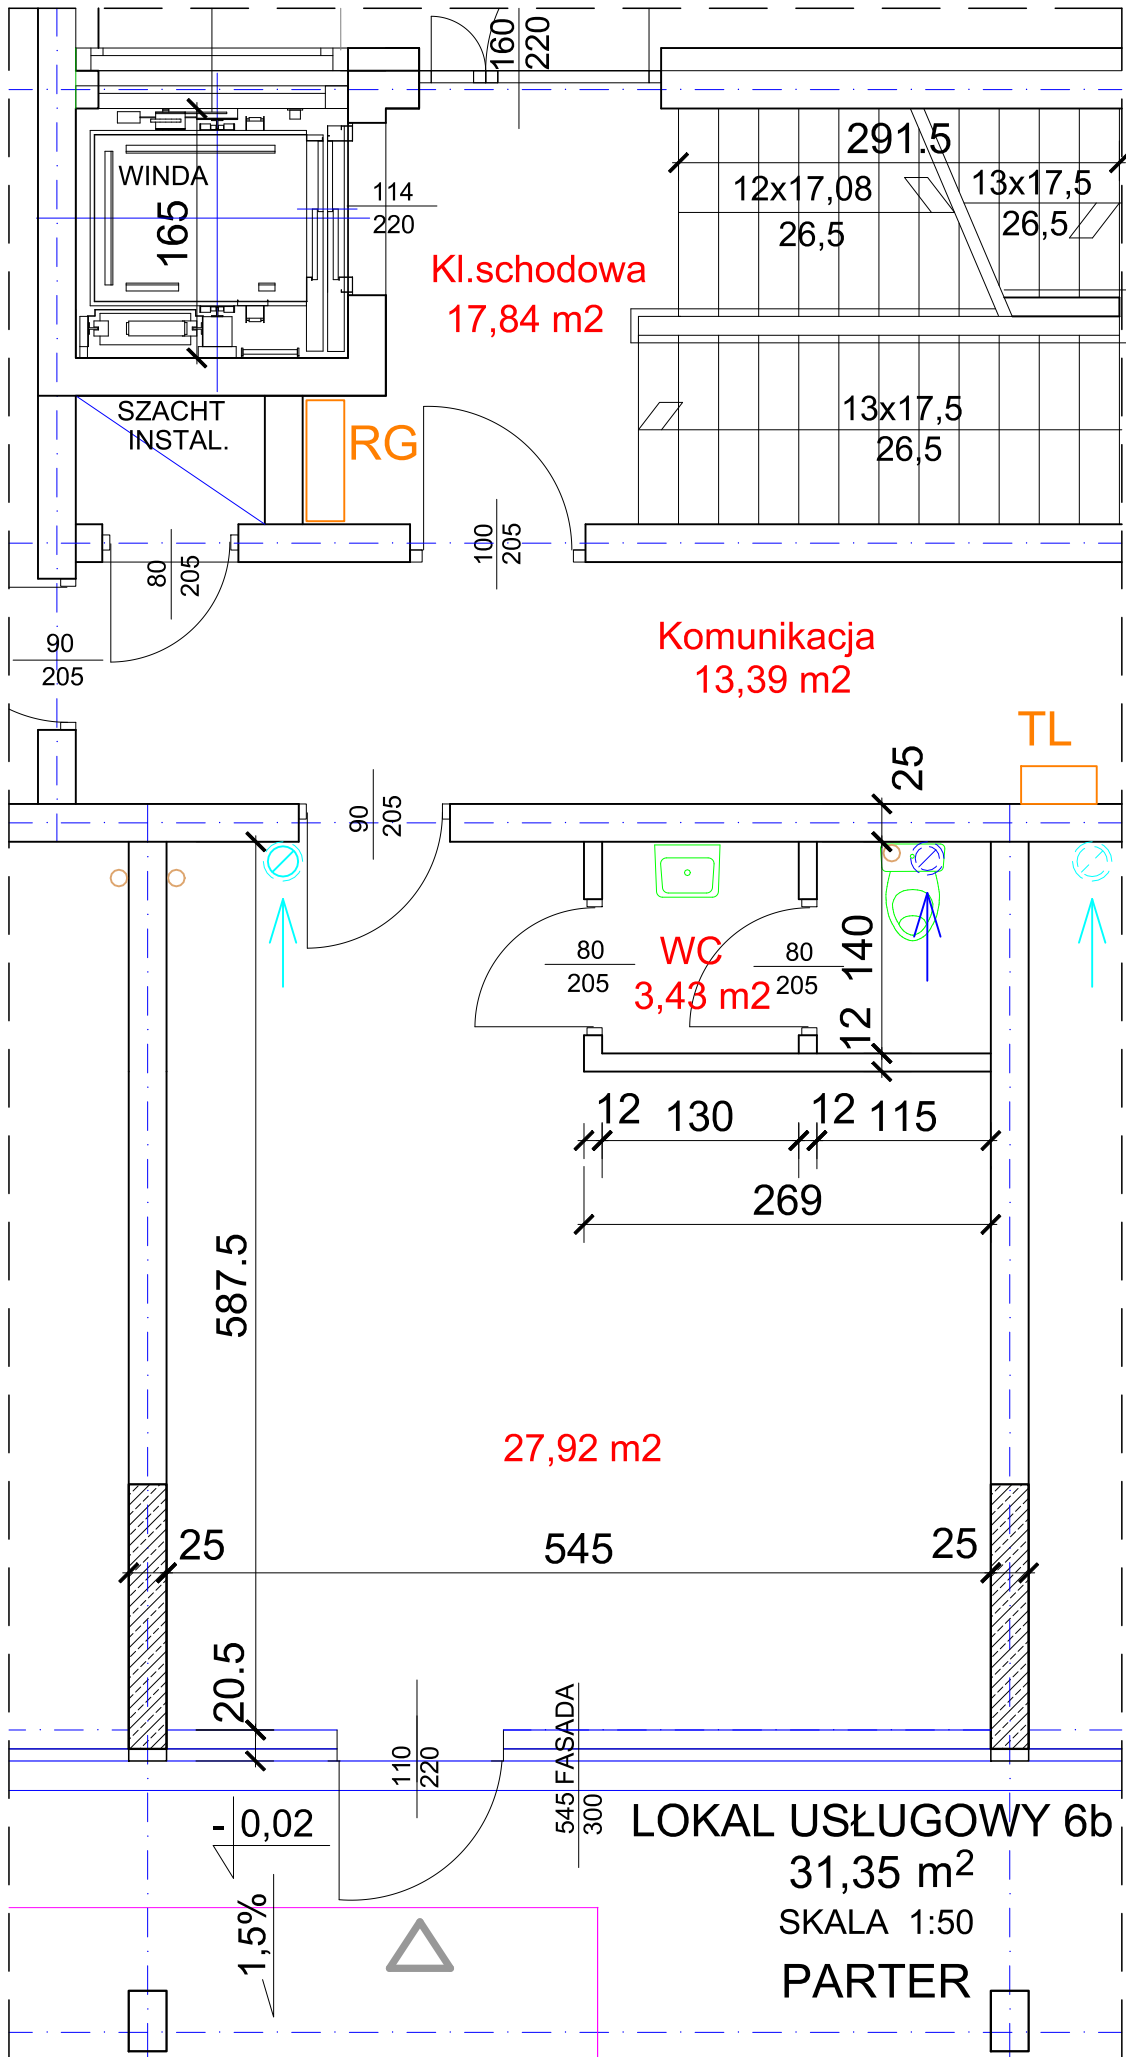 160
220
291.5
WINDA
165
114
220
12x17,08
26,5
13x17,5
26,5
Kl.schodowa
17,84 m2
SZACHT
INSTAL.
RG
13x17,5
26,5
80
205
100
205
90
205
Komunikacja
13,39 m2
TL
25
90
205
80
205
WC
3,43 m2
80
205
140
12
12
130
12
115
269
587.5
27,92 m2
25
545
25
20.5
110
220
545 FASADA
300
- 0,02
1,5%
LOKAL USŁUGOWY 6b
31,35 m²
SKALA 1:50
PARTER